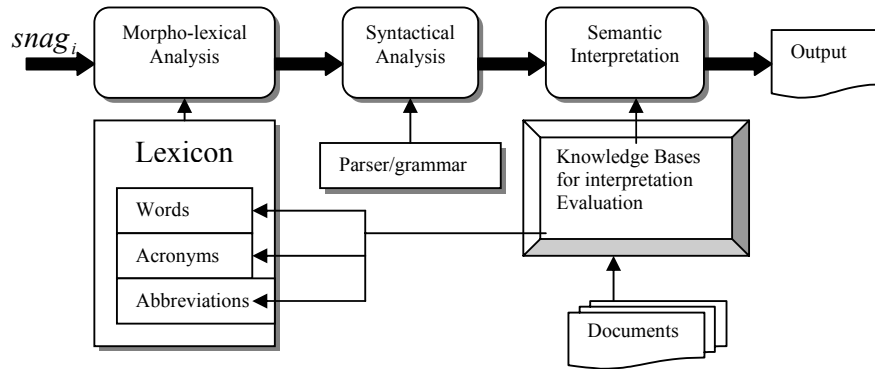 snag i
Morpho-lexical
Analysis
Syntactical
Analysis
Semantic
Interpretation
Output
Lexicon
Words
Acronyms
Abbreviations
Parser/grammar
Knowledge Bases
for interpretation
Evaluation
Documents